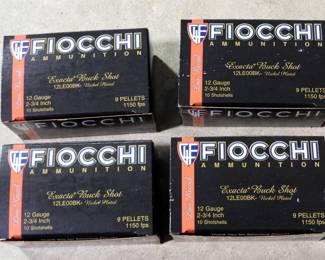 FIOCCHI
AMMUNITION
Exacta Buck Shot
12LE00BK- Nickel Plated
12 Gauge
2-3/4 Inch
10 Shotshells
9 PELLETS
1150 fps
FIOCCHI
FIOCCHI
AMMUNITION
Exacta Buck Shot
12LE00BK- Nickel Plated
12 Gauge
2-3/4 Inch
10 Shotshells
9 PELLETS
1150 fps
FIOCCHI
FIOCCHI
AMMUNITION
Exacta Buck Shot
12LE00BK- Nickel Plated
12 Gauge
2-3/4 Inch
10 Shotshells
9 PELLETS
1150 fps
FIOCCHI
AMMUNITION
Exacta Buck Shot
12LE00BK- Nickel Plated
12 Gauge
2-3/4 Inch
10 Shotshells
9 PELLETS
1150 fps